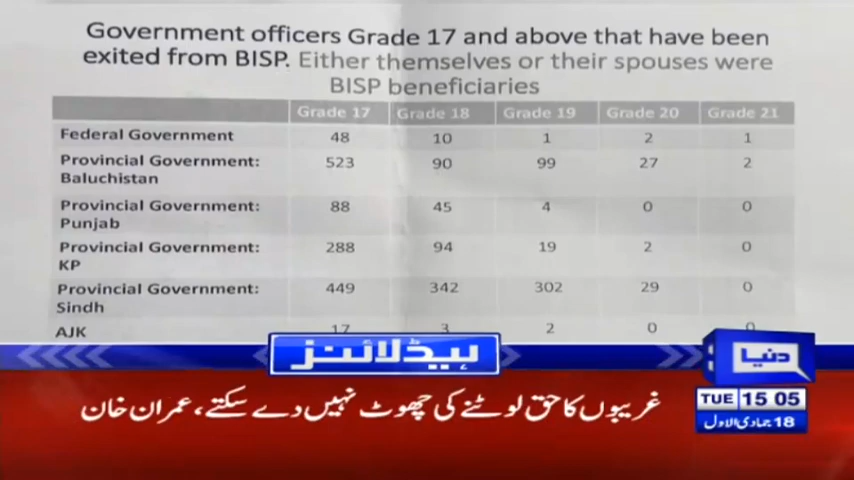 Government officers Grade 17 and above that have been
exited from BISP. Either themselves or their spouses were
BISP beneficiaries
Grade 17 Grade 18 Grade 19 Grade 20 Grade 21
Federal Government 48 10 1 2 1
Provincial Government: 523 90 99 27 2
Baluchistan
Provincial Government: 88 45 4 0 0
Punjab
Provincial Government: 288 94 19 2 0
KP
Provincial Government: 449 342 302 29 0
Sindh
AJK 17 3 2 0 0
ہیڈلائنز
دنیا
غریبوں کا حق لوٹنے کی چھوٹ نہیں دے سکتے، عمران خان
TUE 15 05
18 جمادی الاول